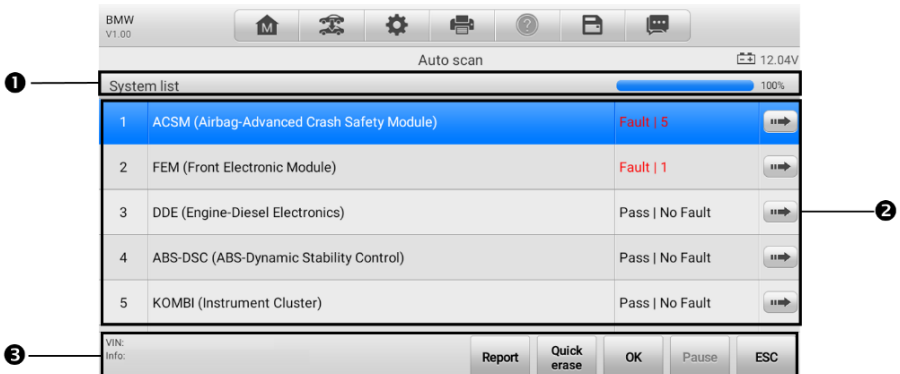 BMW
V1.00
M
?
Auto scan
12.04V
❶
System list
100%
1 ACSM (Airbag-Advanced Crash Safety Module) Fault | 5
2 FEM (Front Electronic Module) Fault | 1
3 DDE (Engine-Diesel Electronics) Pass | No Fault
❷
4 ABS-DSC (ABS-Dynamic Stability Control) Pass | No Fault
5 KOMBI (Instrument Cluster) Pass | No Fault
❸
VIN:
Info:
Report
Quick
erase
OK
Pause
ESC